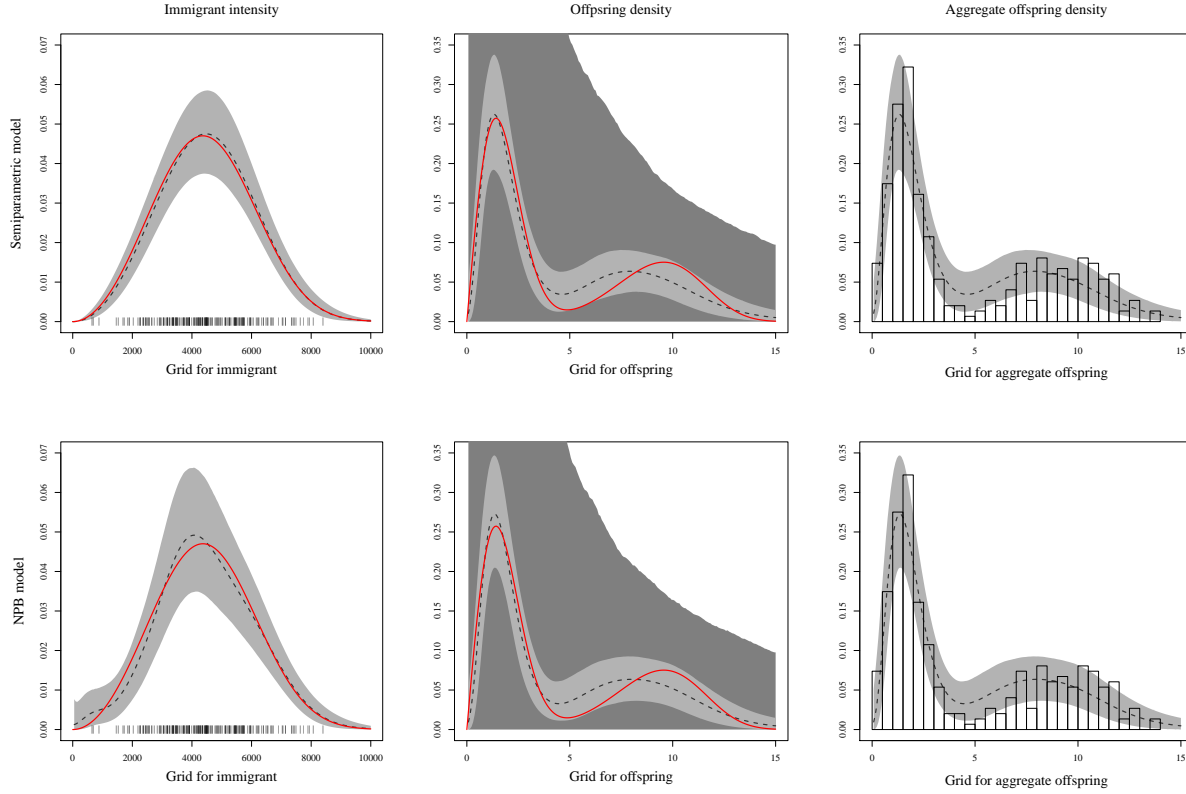 Immigrant intensity
Offpsring density
Aggregate offspring density
Semiparametric model
0.00 0.01 0.02 0.03 0.04 0.05 0.06 0.07
0 2000 4000 6000 8000 10000
Grid for immigrant
0.00 0.05 0.10 0.15 0.20 0.25 0.30 0.35
0 5 10 15
Grid for offspring
0.00 0.05 0.10 0.15 0.20 0.25 0.30 0.35
0 5 10 15
Grid for aggregate offspring
NPB model
0.00 0.01 0.02 0.03 0.04 0.05 0.06 0.07
0 2000 4000 6000 8000 10000
Grid for immigrant
0.00 0.05 0.10 0.15 0.20 0.25 0.30 0.35
0 5 10 15
Grid for offspring
0.00 0.05 0.10 0.15 0.20 0.25 0.30 0.35
0 5 10 15
Grid for aggregate offspring